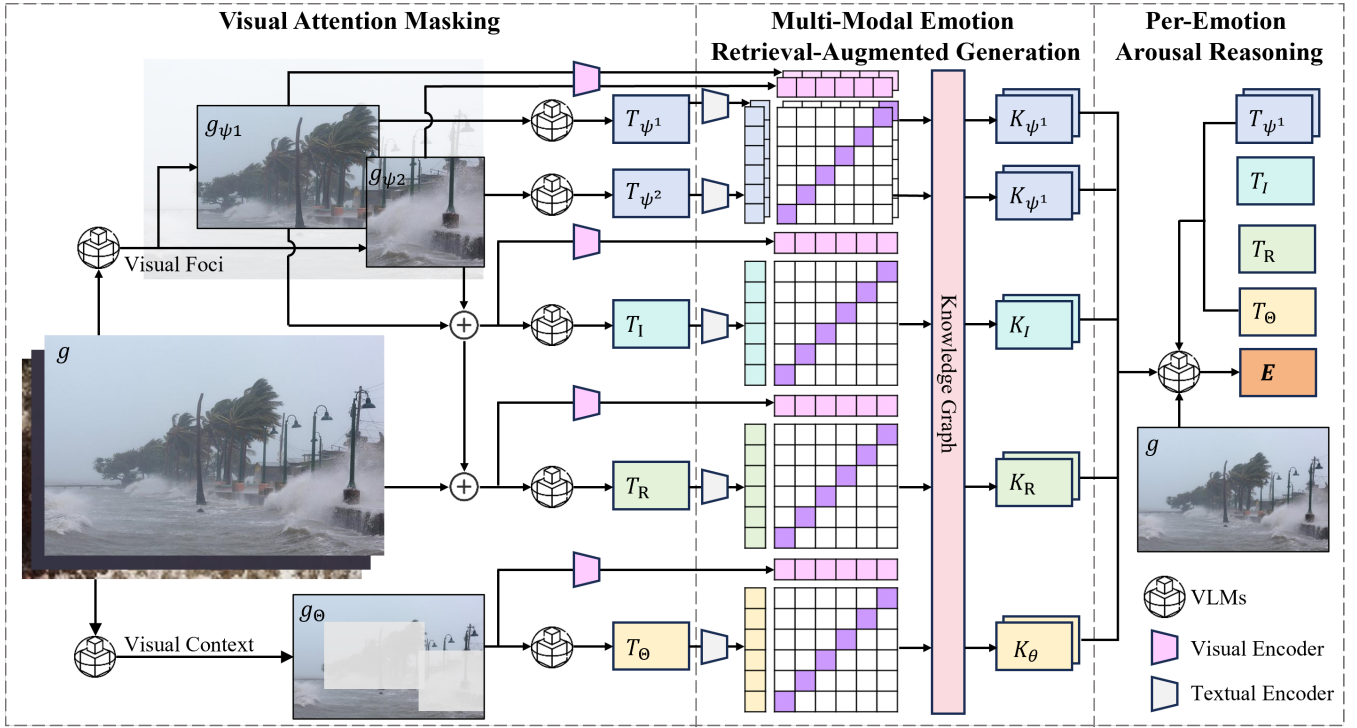 Visual Attention Masking
Multi-Modal Emotion
Retrieval-Augmented Generation
Per-Emotion
Arousal Reasoning
gψ1
gψ2
Visual Foci
g
Visual Context
gΘ
Tψ1
Tψ2
TI
TR
TΘ
Knowledge Graph
Kψ1
Kψ1
KI
KR
Kθ
Tψ1
TI
TR
TΘ
E
g
VLMs
Visual Encoder
Textual Encoder